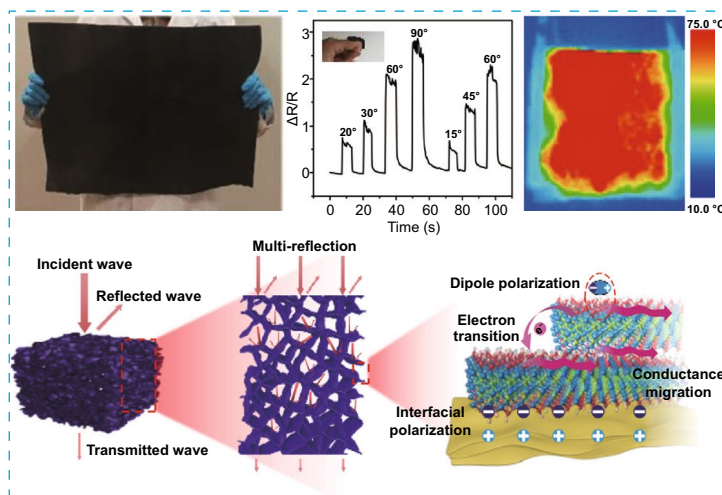 3
2
1
0
ΔR/R
20°
30°
60°
90°
15°
45°
60°
0 20 40 60 80 100
Time (s)
75.0 °C
10.0 °C
Incident wave
Reflected wave
Transmitted wave
Multi-reflection
Dipole polarization
Electron
transition
e
Conductance
migration
Interfacial
polarization